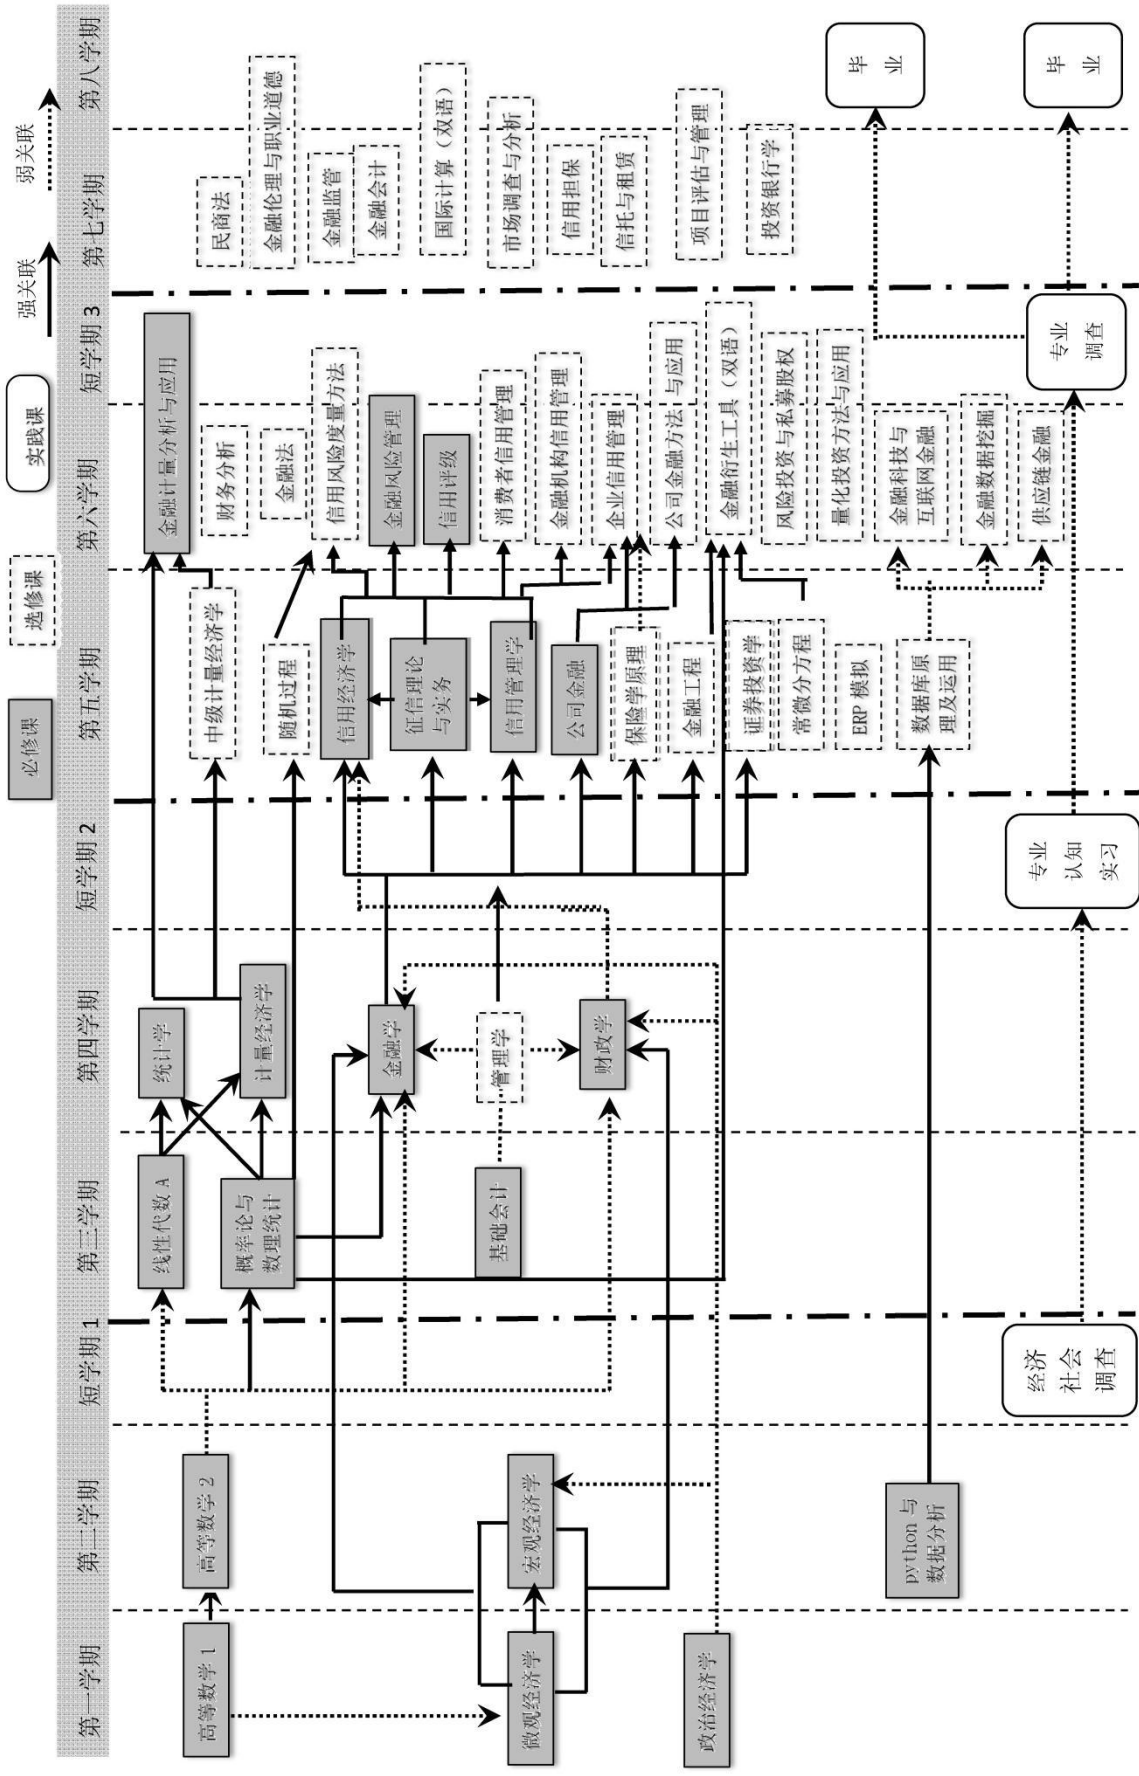 必修课
选修课
实践课
强关联
弱关联
第一学期
第二学期
短学期 1
第三学期
第四学期
短学期 2
第五学期
第六学期
短学期 3
第七学期
第八学期
高等数学 1
微观经济学
政治经济学
高等数学 2
宏观经济学
python 与
数据分析
经济
社会
调查
线性代数 A
概率论与
数理统计
基础会计
统计学
计量经济学
金融学
管理学
财政学
专业
认知
实习
中级计量经济学
随机过程
信用经济学
征信理论
与实务
信用管理学
公司金融
保险学原理
金融工程
证券投资学
常微分方程
ERP 模拟
数据库原
理及运用
金融计量分析与应用
财务分析
金融法
信用风险度量方法
金融风险管理
信用评级
消费者信用管理
金融机构信用管理
企业信用管理
公司金融方法与应用
金融衍生工具（双语）
风险投资与私募股权
量化投资方法与应用
金融科技与
互联网金融
金融数据挖掘
供应链金融
专业
调查
民商法
金融伦理与职业道德
金融监管
金融会计
国际计算（双语）
市场调查与分析
信用担保
信托与租赁
项目评估与管理
投资银行学
毕
业
毕
业